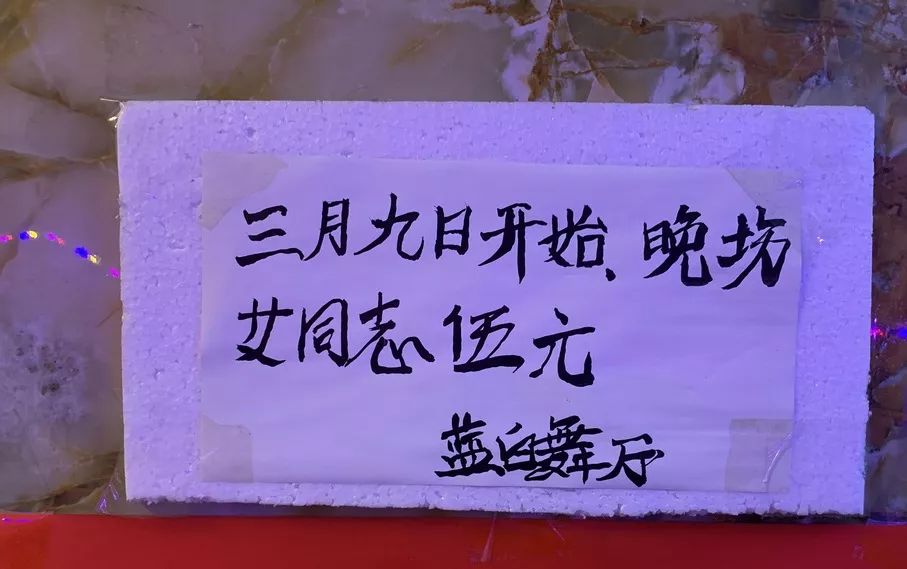 三月九日开始、晚场
女同志伍元
蓝白舞厅